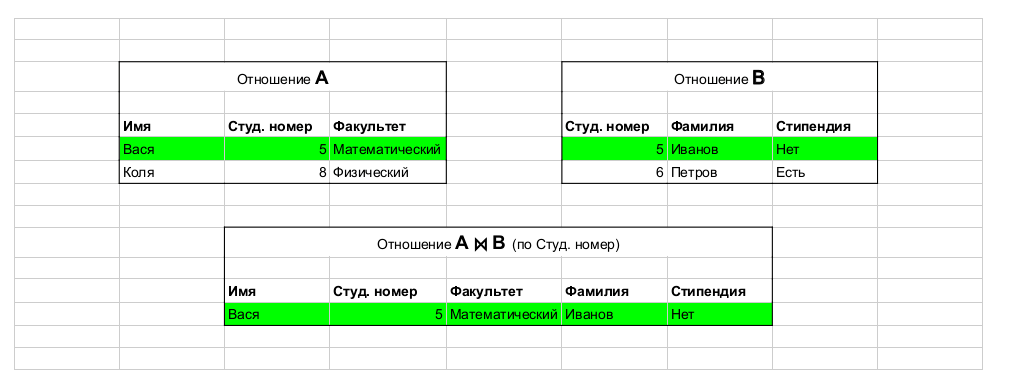 Отношение A
Имя Студ. номер Факультет
Вася 5 Математический
Коля 8 Физический
Отношение B
Студ. номер Фамилия Стипендия
5 Иванов Нет
6 Петров Есть
Отношение A ⋈ B (по Студ. номер)
Имя Студ. номер Факультет Фамилия Стипендия
Вася 5 Математический Иванов Нет